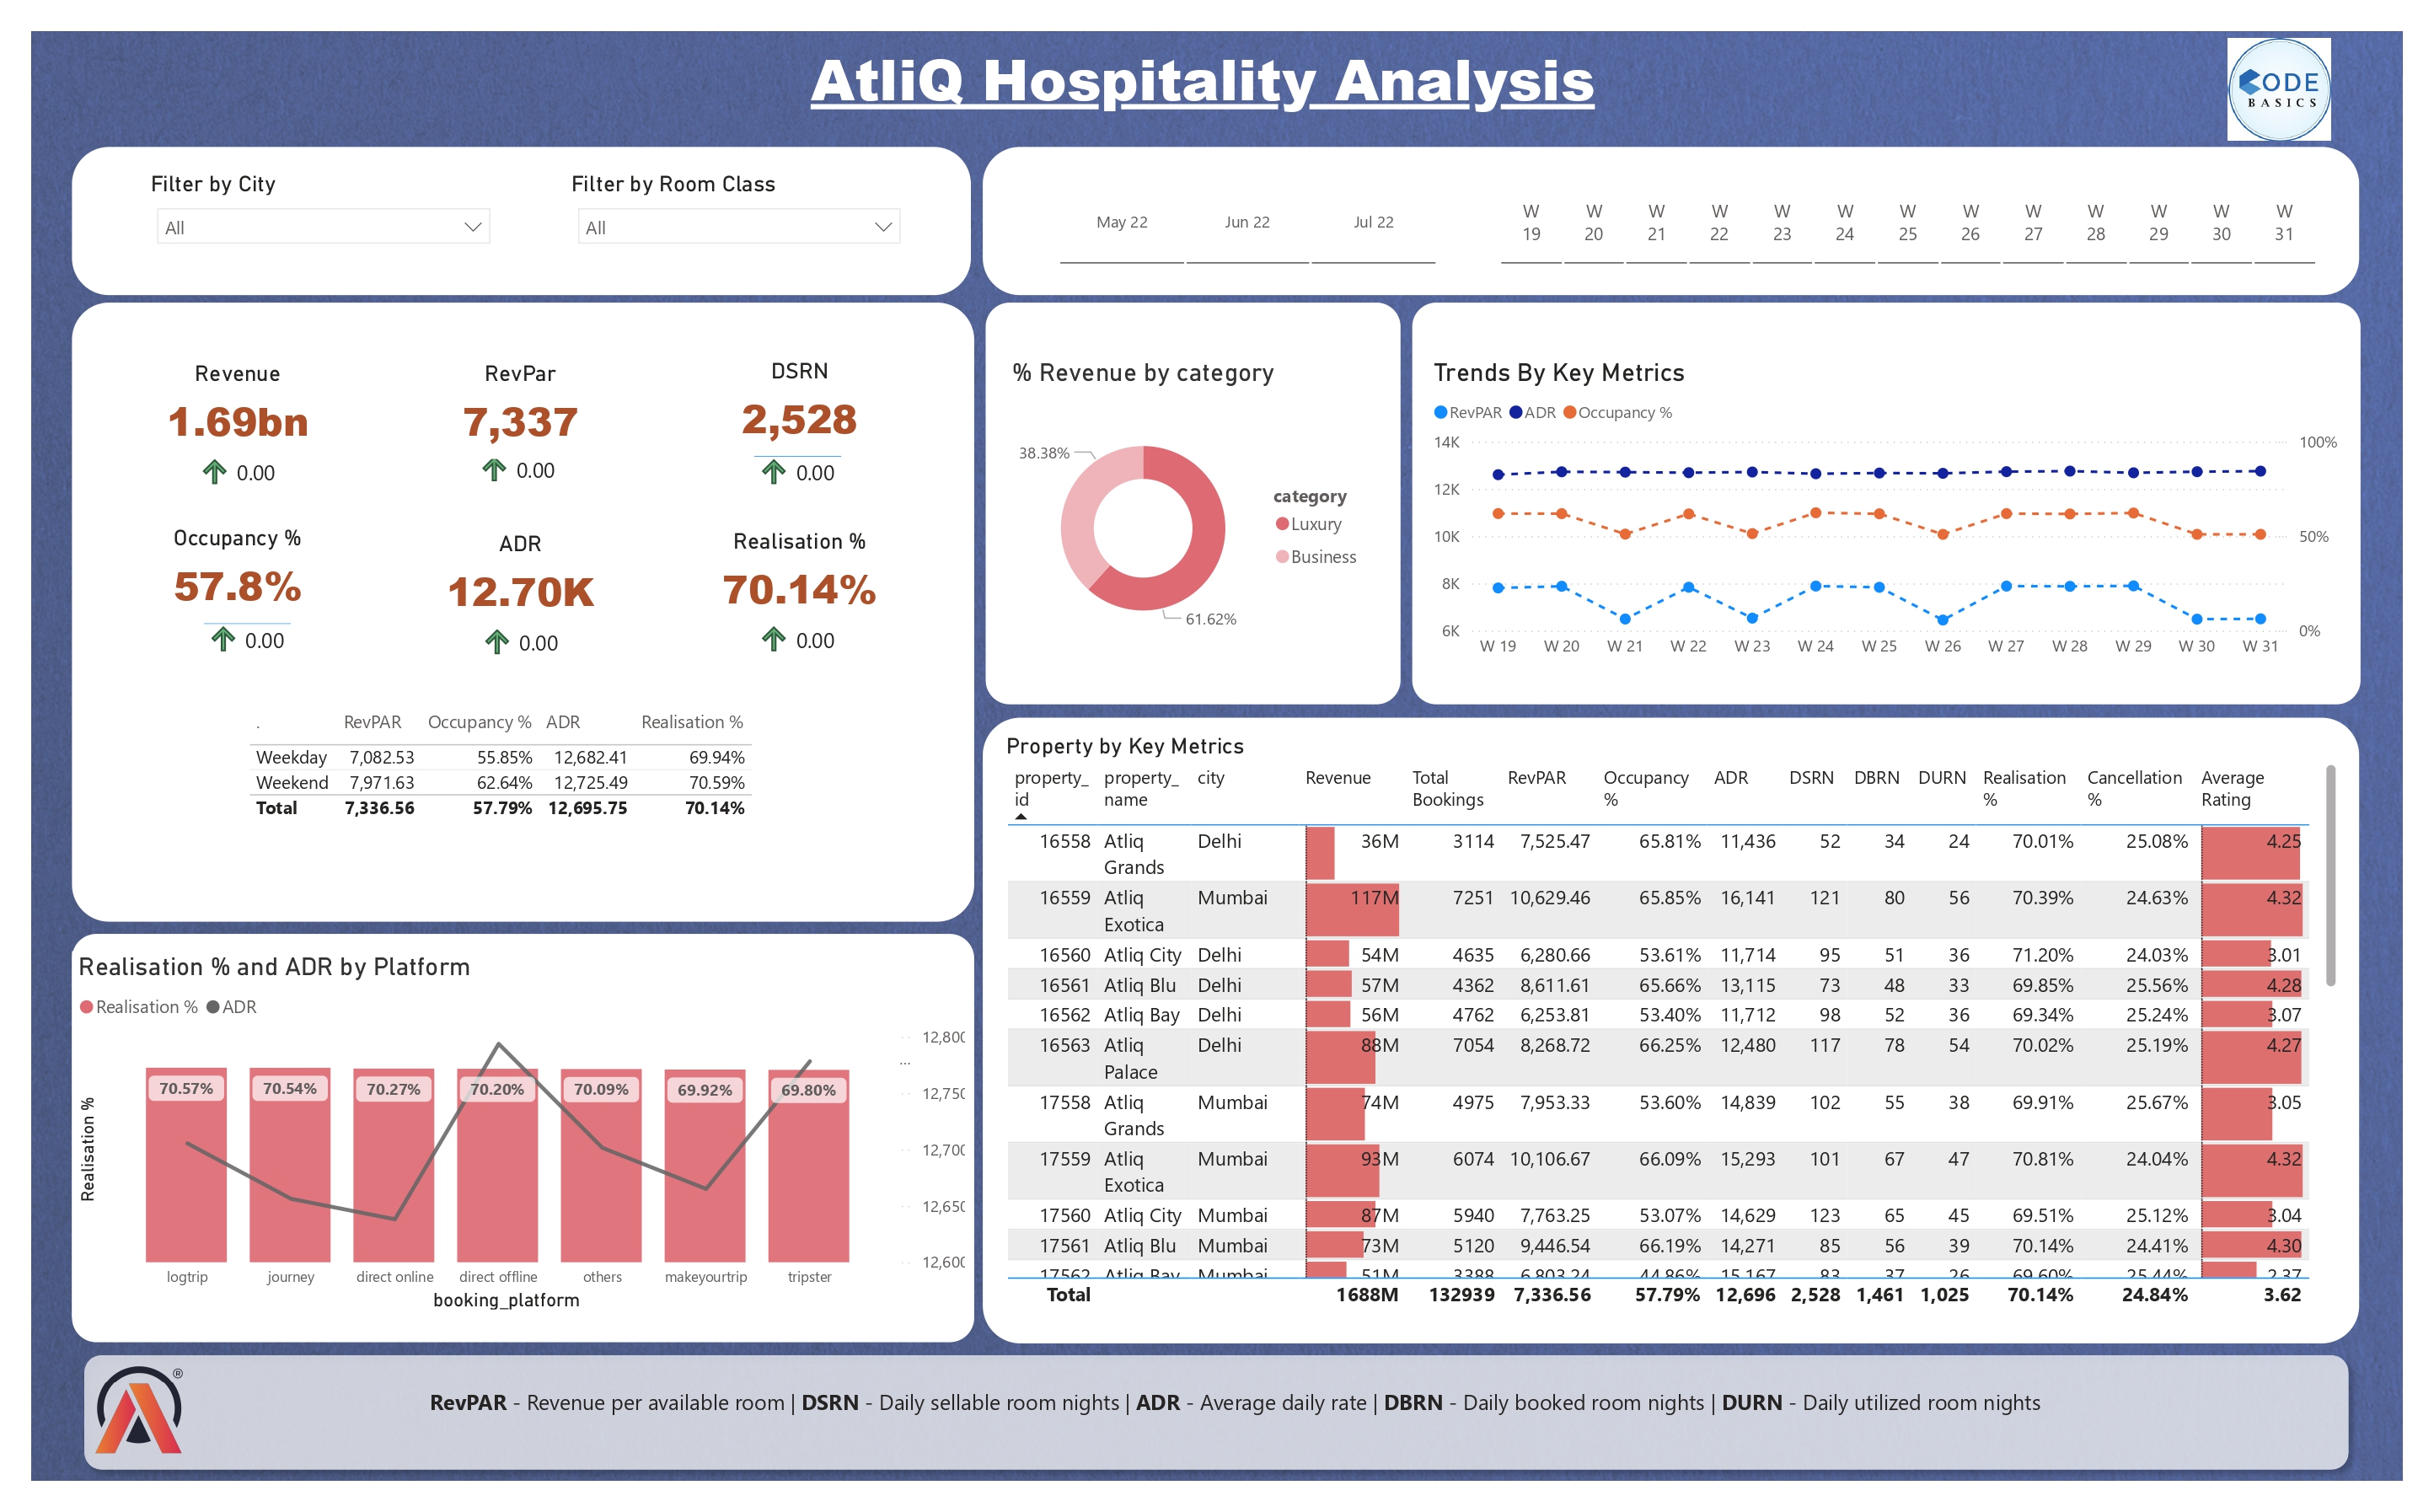 AtliQ Hospitality Analysis
CODE
BASICS
Filter by City
All
Filter by Room Class
All
May 22 Jun 22 Jul 22
W 19 W 20 W 21 W 22 W 23 W 24 W 25 W 26 W 27 W 28 W 29 W 30 W 31
Revenue
1.69bn
0.00
RevPar
7,337
0.00
DSRN
2,528
0.00
Occupancy %
57.8%
0.00
ADR
12.70K
0.00
Realisation %
70.14%
0.00
. RevPAR Occupancy % ADR Realisation %
Weekday 7,082.53 55.85% 12,682.41 69.94%
Weekend 7,971.63 62.64% 12,725.49 70.59%
Total 7,336.56 57.79% 12,695.75 70.14%
% Revenue by category
38.38%
61.62%
category
Luxury
Business
Trends By Key Metrics
RevPAR ADR Occupancy %
14K 100%
12K
10K 50%
8K
6K 0%
W 19 W 20 W 21 W 22 W 23 W 24 W 25 W 26 W 27 W 28 W 29 W 30 W 31
Realisation % and ADR by Platform
Realisation % ADR
Realisation %
12,800
...
12,750
12,700
12,650
12,600
70.57% 70.54% 70.27% 70.20% 70.09% 69.92% 69.80%
logtrip journey direct online direct offline others makeyourtrip tripster
booking_platform
Property by Key Metrics
property_ property_ city Revenue Total RevPAR Occupancy ADR DSRN DBRN DURN Realisation Cancellation Average
id name Bookings % % % Rating
16558 Atliq Delhi 36M 3114 7,525.47 65.81% 11,436 52 34 24 70.01% 25.08% 4.25
Grands
16559 Atliq Mumbai 117M 7251 10,629.46 65.85% 16,141 121 80 56 70.39% 24.63% 4.32
Exotica
16560 Atliq City Delhi 54M 4635 6,280.66 53.61% 11,714 95 51 36 71.20% 24.03% 3.01
16561 Atliq Blu Delhi 57M 4362 8,611.61 65.66% 13,115 73 48 33 69.85% 25.56% 4.28
16562 Atliq Bay Delhi 56M 4762 6,253.81 53.40% 11,712 98 52 36 69.34% 25.24% 3.07
16563 Atliq Delhi 88M 7054 8,268.72 66.25% 12,480 117 78 54 70.02% 25.19% 4.27
Palace
17558 Atliq Mumbai 74M 4975 7,953.33 53.60% 14,839 102 55 38 69.91% 25.67% 3.05
Grands
17559 Atliq Mumbai 93M 6074 10,106.67 66.09% 15,293 101 67 47 70.81% 24.04% 4.32
Exotica
17560 Atliq City Mumbai 87M 5940 7,763.25 53.07% 14,629 123 65 45 69.51% 25.12% 3.04
17561 Atliq Blu Mumbai 73M 5120 9,446.54 66.19% 14,271 85 56 39 70.14% 24.41% 4.30
17562 Atliq Bay Mumbai 51M 3388 6,803.24 44.86% 15,167 83 37 26 69.60% 25.44% 2.37
Total 1688M 132939 7,336.56 57.79% 12,696 2,528 1,461 1,025 70.14% 24.84% 3.62
®
RevPAR - Revenue per available room | DSRN - Daily sellable room nights | ADR - Average daily rate | DBRN - Daily booked room nights | DURN - Daily utilized room nights